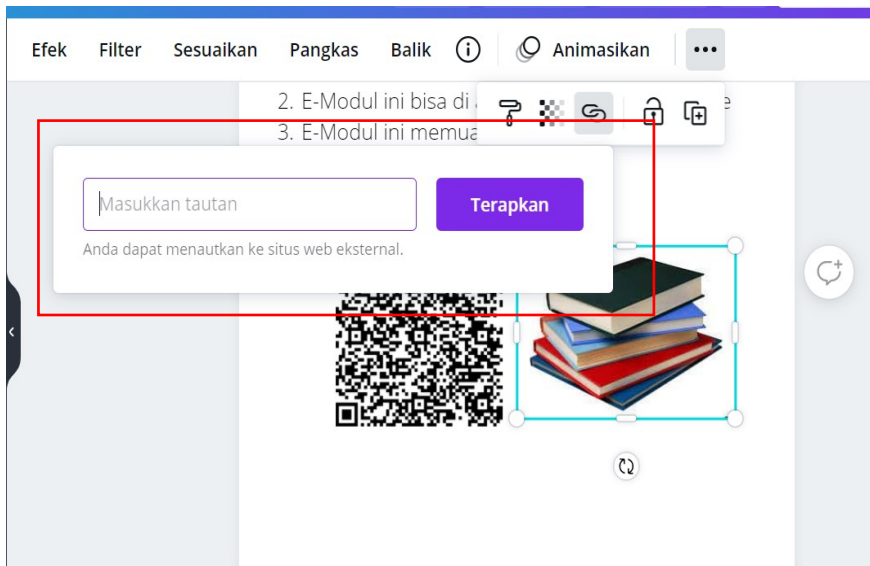 Efek Filter Sesuaikan Pangkas Balik Animasikan
2. E-Modul ini bisa di
3. E-Modul ini memua
Masukkan tautan
Terapkan
Anda dapat menautkan ke situs web eksternal.